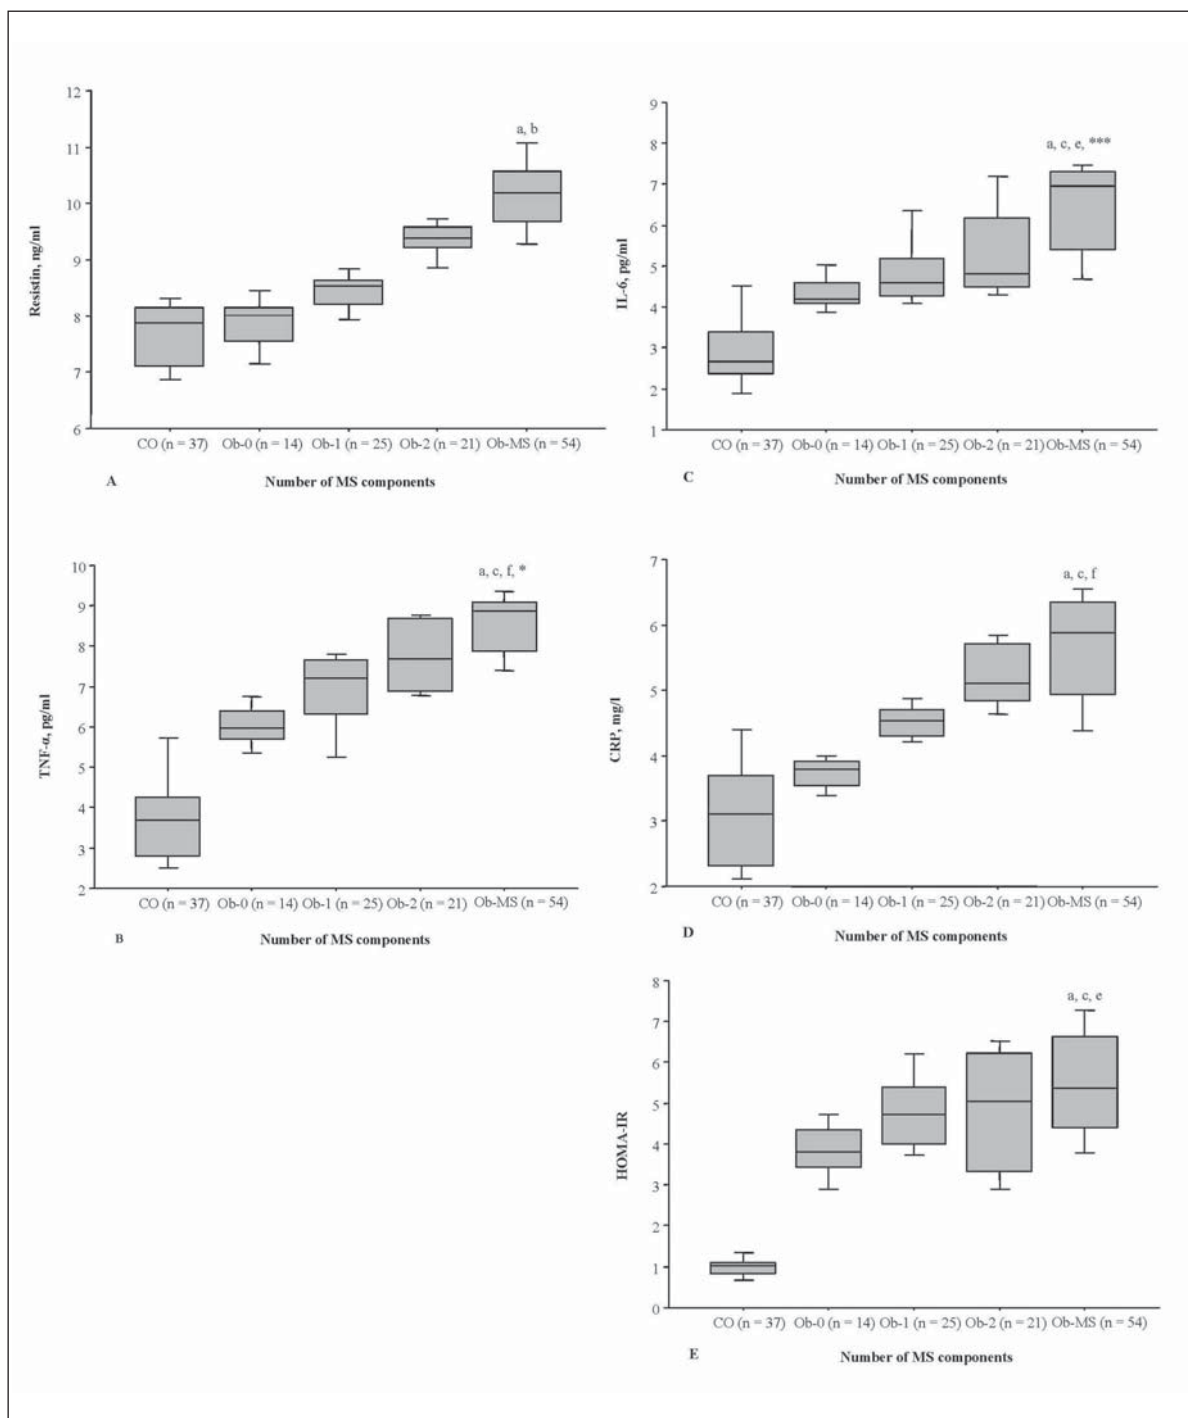 12
11
10
9
8
7
6
Resistin, ng/ml
a, b
CO (n = 37) Ob-0 (n = 14) Ob-1 (n = 25) Ob-2 (n = 21) Ob-MS (n = 54)
A
Number of MS components
9
8
7
6
5
4
3
2
1
IL-6, pg/ml
a, c, e, ***
CO (n = 37) Ob-0 (n = 14) Ob-1 (n = 25) Ob-2 (n = 21) Ob-MS (n = 54)
C
Number of MS components
10
9
8
7
6
5
4
3
2
TNF-α, pg/ml
a, c, f, *
CO (n = 37) Ob-0 (n = 14) Ob-1 (n = 25) Ob-2 (n = 21) Ob-MS (n = 54)
B
Number of MS components
7
6
5
4
3
2
CRP, mg/l
a, c, f
CO (n = 37) Ob-0 (n = 14) Ob-1 (n = 25) Ob-2 (n = 21) Ob-MS (n = 54)
D
Number of MS components
8
7
6
5
4
3
2
1
0
HOMA-IR
a, c, e
CO (n = 37) Ob-0 (n = 14) Ob-1 (n = 25) Ob-2 (n = 21) Ob-MS (n = 54)
E
Number of MS components